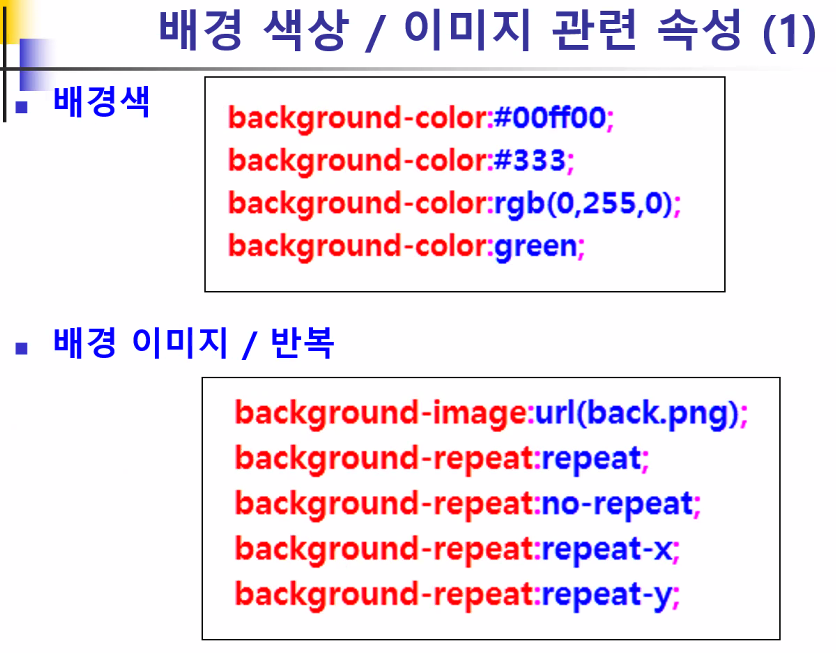 배경 색상 / 이미지 관련 속성 (1)
배경색
background-color:#00ff00;
background-color:#333;
background-color:rgb(0,255,0);
background-color:green;
배경 이미지 / 반복
background-image:url(back.png);
background-repeat:repeat;
background-repeat:no-repeat;
background-repeat:repeat-x;
background-repeat:repeat-y;